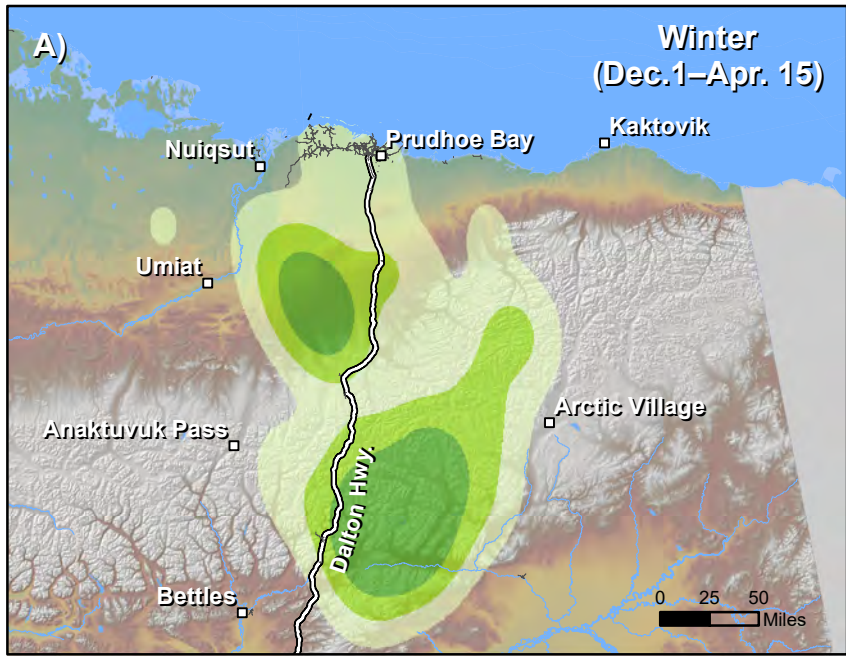 A)
Winter
(Dec.1–Apr. 15)
Nuiqsut
Prudhoe Bay
Kaktovik
Umiat
Anaktuvuk Pass
Arctic Village
Dalton Hwy.
Bettles
0 25 50
Miles